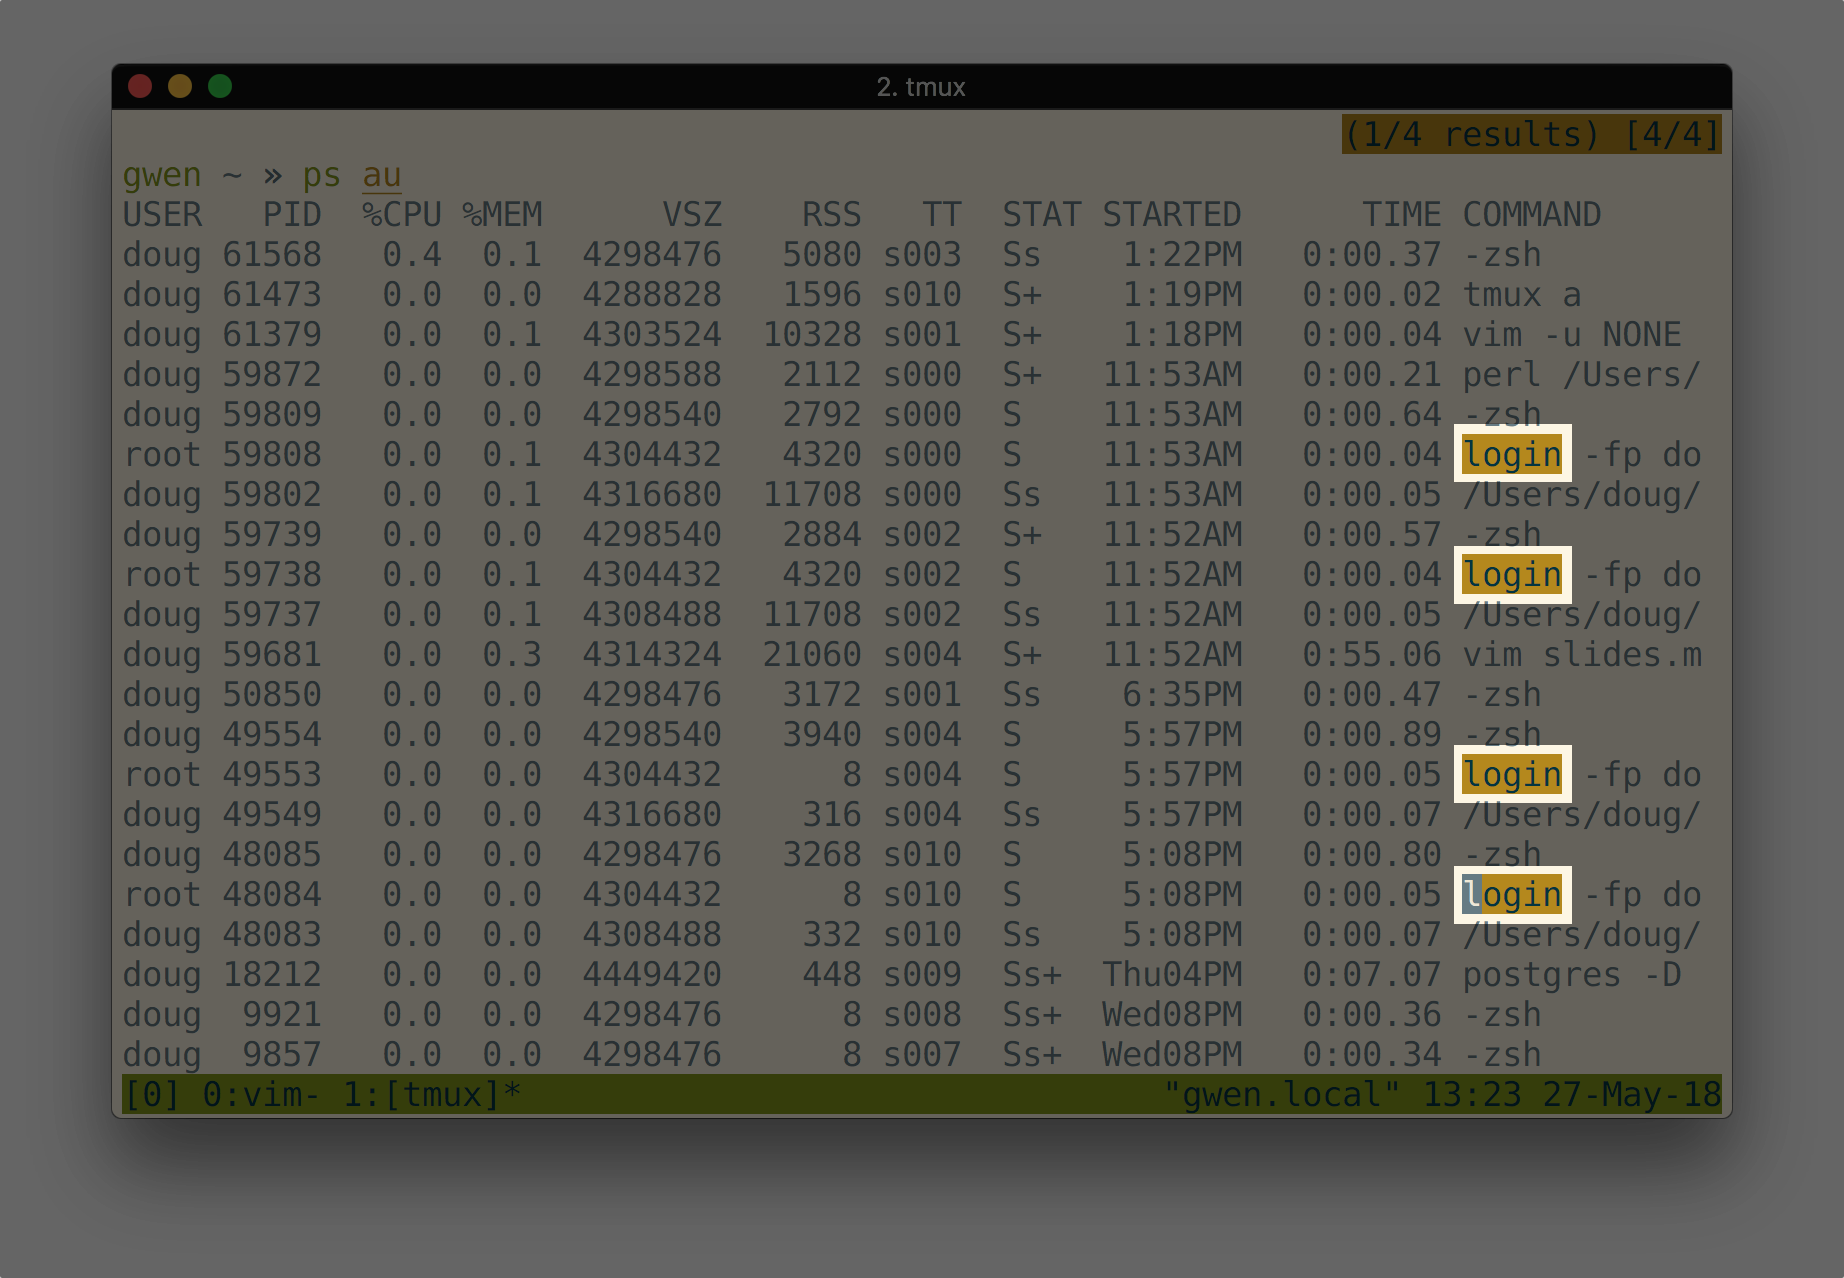 2. tmux
(1/4 results) [4/4]
gwen ~ » ps au
USER   PID  %CPU %MEM      VSZ    RSS   TT  STAT STARTED      TIME COMMAND
doug 61568   0.4  0.1  4298476   5080 s003  Ss    1:22PM   0:00.37 -zsh
doug 61473   0.0  0.0  4288828   1596 s010  S+    1:19PM   0:00.02 tmux a
doug 61379   0.0  0.1  4303524  10328 s001  S+    1:18PM   0:00.04 vim -u NONE
doug 59872   0.0  0.0  4298588   2112 s000  S+   11:53AM   0:00.21 perl /Users/
doug 59809   0.0  0.0  4298540   2792 s000  S    11:53AM   0:00.64 -zsh
root 59808   0.0  0.1  4304432   4320 s000  S    11:53AM   0:00.04 login -fp do
doug 59802   0.0  0.1  4316680  11708 s000  Ss   11:53AM   0:00.05 /Users/doug/
doug 59739   0.0  0.0  4298540   2884 s002  S+   11:52AM   0:00.57 -zsh
root 59738   0.0  0.1  4304432   4320 s002  S    11:52AM   0:00.04 login -fp do
doug 59737   0.0  0.1  4308488  11708 s002  Ss   11:52AM   0:00.05 /Users/doug/
doug 59681   0.0  0.3  4314324  21060 s004  S+   11:52AM   0:55.06 vim slides.m
doug 50850   0.0  0.0  4298476   3172 s001  Ss    6:35PM   0:00.47 -zsh
doug 49554   0.0  0.0  4298540   3940 s004  S     5:57PM   0:00.89 -zsh
root 49553   0.0  0.0  4304432      8 s004  S     5:57PM   0:00.05 login -fp do
doug 49549   0.0  0.0  4316680    316 s004  Ss    5:57PM   0:00.07 /Users/doug/
doug 48085   0.0  0.0  4298476   3268 s010  S     5:08PM   0:00.80 -zsh
root 48084   0.0  0.0  4304432      8 s010  S     5:08PM   0:00.05 login -fp do
doug 48083   0.0  0.0  4308488    332 s010  Ss    5:08PM   0:00.07 /Users/doug/
doug 18212   0.0  0.0  4449420    448 s009  Ss+  Thu04PM   0:07.07 postgres -D
doug  9921   0.0  0.0  4298476      8 s008  Ss+  Wed08PM   0:00.36 -zsh
doug  9857   0.0  0.0  4298476      8 s007  Ss+  Wed08PM   0:00.34 -zsh
[0] 0:vim- 1:[tmux]* "gwen.local" 13:23 27-May-18